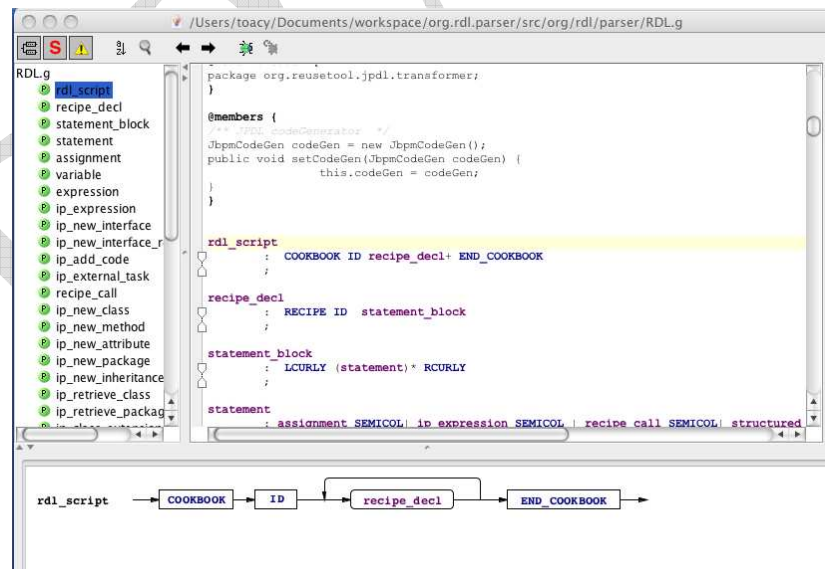 /Users/toacy/Documents/workspace/org.rdl.parser/src/org/rdl/parser/RDL.g
RDL.g
rdl_script
recipe_decl
statement_block
statement
assignment
variable
expression
ip_expression
ip_new_interface
ip_new_interface_r
ip_add_code
ip_external_task
recipe_call
ip_new_class
ip_new_method
ip_new_attribute
ip_new_package
ip_new_inheritance
ip_retrieve_class
ip_retrieve_packag
package org.reusetool.jpdl.transformer;
}
@members {
/** JPDL codeGenerator */
JbpmCodeGen codeGen = new JbpmCodeGen();
public void setCodeGen(JbpmCodeGen codeGen) {
this.codeGen = codeGen;
}
}
rdl_script
: COOKBOOK ID recipe_decl+ END_COOKBOOK
;
recipe_decl
: RECIPE ID statement_block
;
statement_block
: LCURLY (statement)* RCURLY
;
statement
: assignment SEMICOL| ip_expression SEMICOL | recipe_call SEMICOL| structured
rdl_script COOKBOOK ID recipe_decl END_COOKBOOK